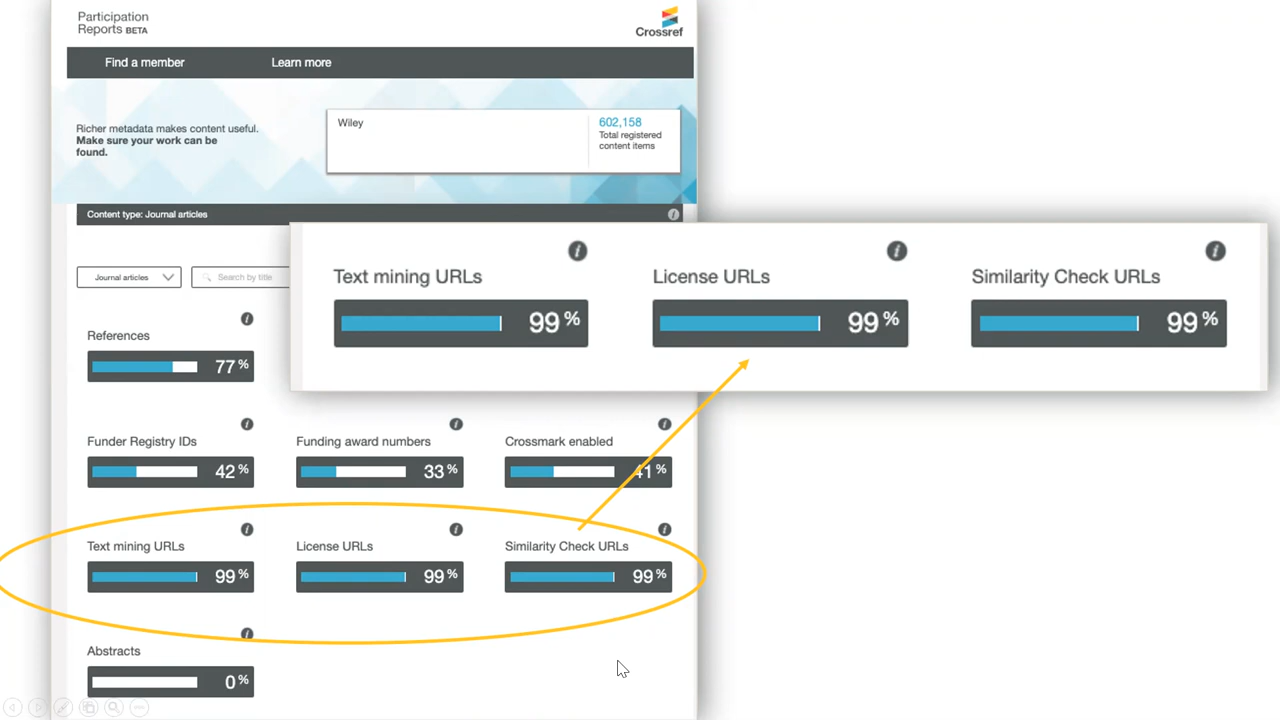 Participation
Reports BETA
Crossref
Find a member
Learn more
Richer metadata makes content useful.
Make sure your work can be
found.
Wiley
602,158
Total registered
content items
Content type: Journal articles
Journal articles
Search by title
References
77 %
Text mining URLs
99 %
License URLs
99 %
Similarity Check URLs
99 %
Funder Registry IDs
42 %
Funding award numbers
33 %
Crossmark enabled
41 %
Text mining URLs
99 %
License URLs
99 %
Similarity Check URLs
99 %
Abstracts
0 %